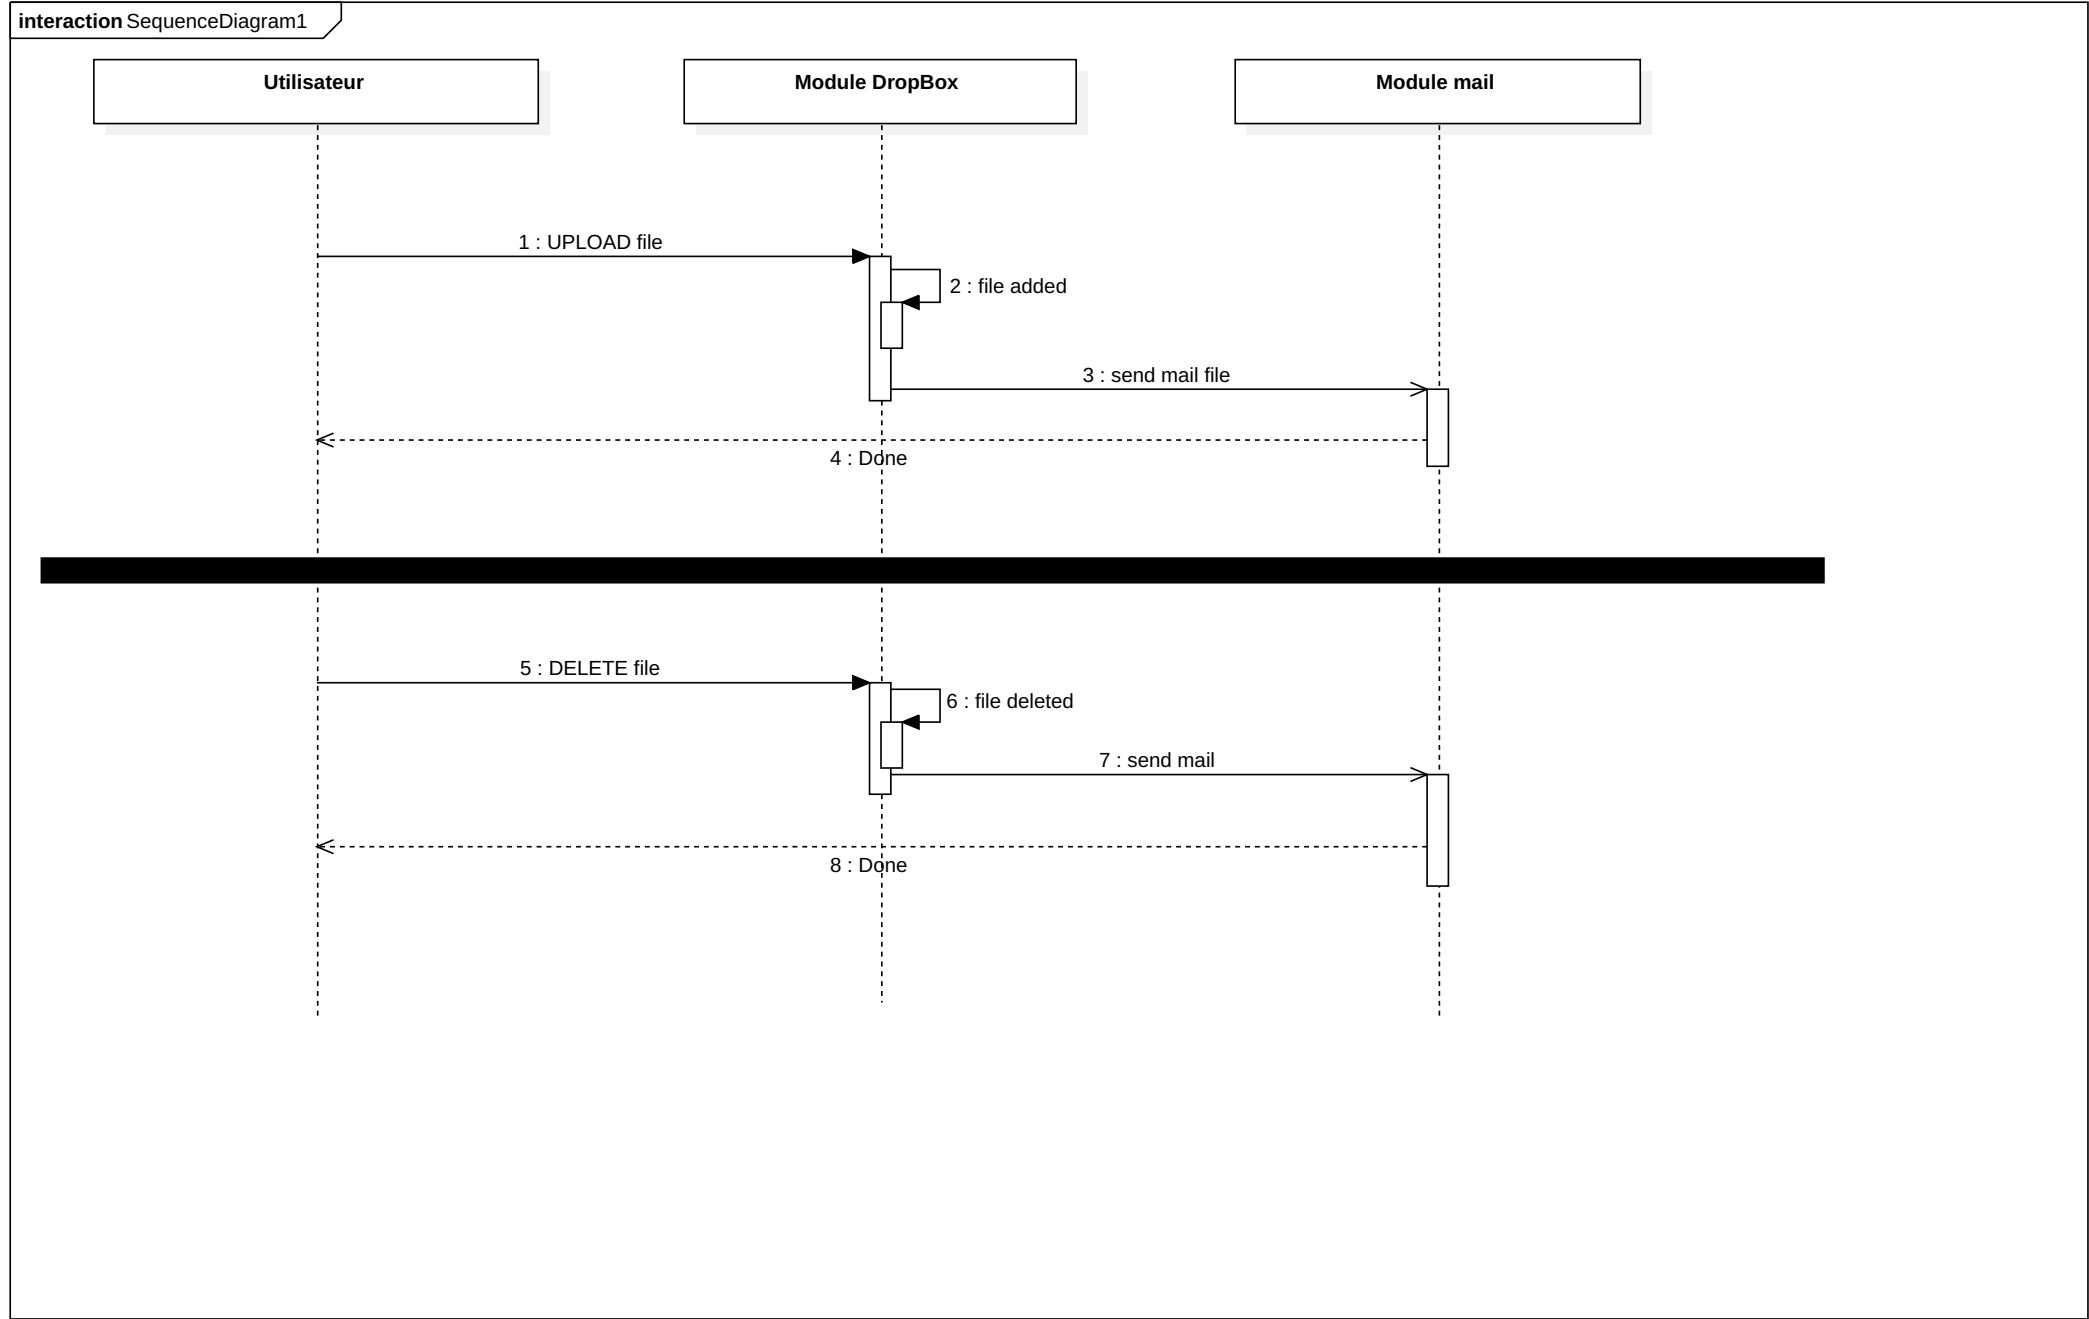 interaction SequenceDiagram1
Utilisateur
Module DropBox
Module mail
1 : UPLOAD file
2 : file added
3 : send mail file
4 : Done
5 : DELETE file
6 : file deleted
7 : send mail
8 : Done